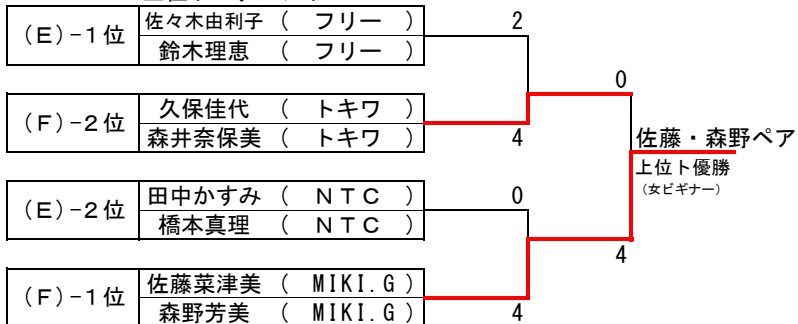 (E)-1位 佐々木由利子 ( フリー ) 2
鈴木理恵 ( フリー )
0
(F)-2位 久保佳代 ( トキワ )
森井奈保美 ( トキワ ) 4
佐藤・森野ペア
上位ト優勝
(女ビギナー)
(E)-2位 田中かすみ ( NTC ) 0
橋本真理 ( NTC )
4
(F)-1位 佐藤菜津美 ( MIKI.G )
森野芳美 ( MIKI.G ) 4